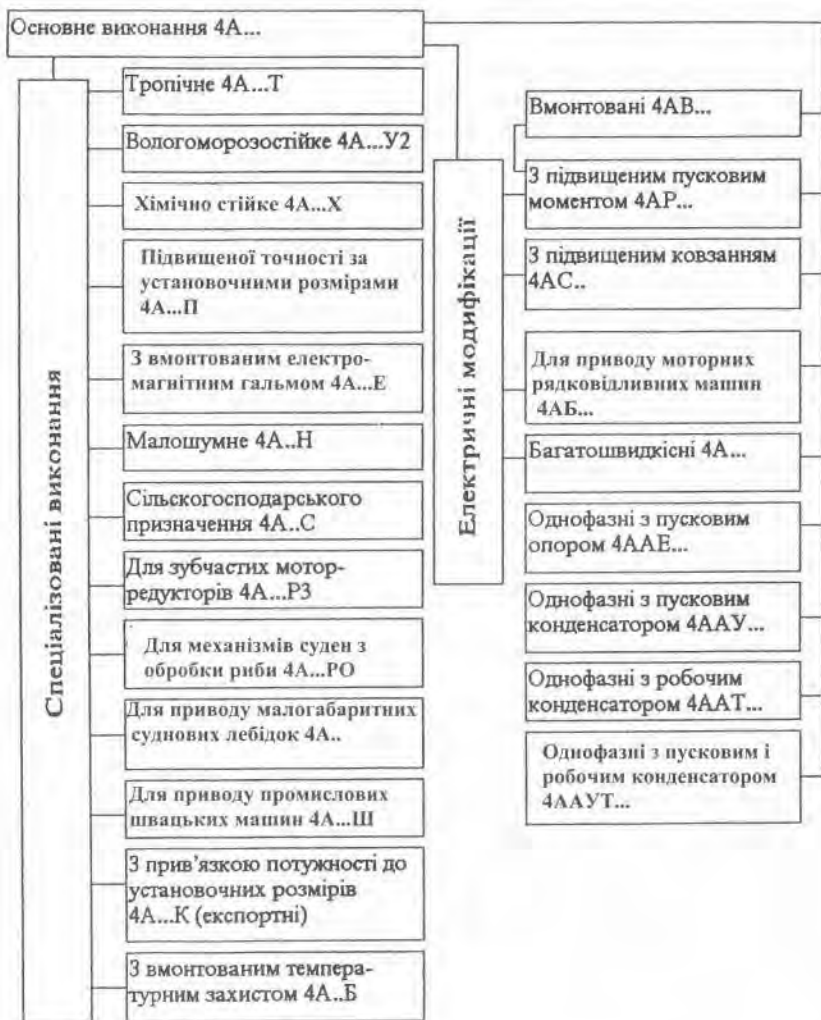 Основне виконання 4А...
Спеціалізовані виконання
Тропічне 4А...Т
Вологоморозостійке 4А...У2
Хімічно стійке 4А...Х
Підвищеної точності за
установочними розмірами
4А...П
З вмонтованим електро-
магнітним гальмом 4А...Е
Малошумне 4А..Н
Сільскогосподарського
призначення 4А..С
Для зубчастих мотор-
редукторів 4А...РЗ
Для механізмів суден з
обробки риби 4А...РО
Для приводу малогабаритних
суднових лебідок 4А..
Для приводу промислових
швацьких машин 4А...Ш
З прив’язкою потужності до
установочних розмірів
4А...К (експортні)
З вмонтованим темпера-
турним захистом 4А..Б
Електричні модифікації
Вмонтовані 4АВ...
З підвищеним пусковим
моментом 4АР...
З підвищеним ковзанням
4АС..
Для приводу моторних
рядковідливних машин
4АБ...
Багатошвидкісні 4А...
Однофазні з пусковим
опором 4ААЕ...
Однофазні з пусковим
конденсатором 4ААУ...
Однофазні з робочим
конденсатором 4ААТ...
Однофазні з пусковим і
робочим конденсатором
4ААУТ...